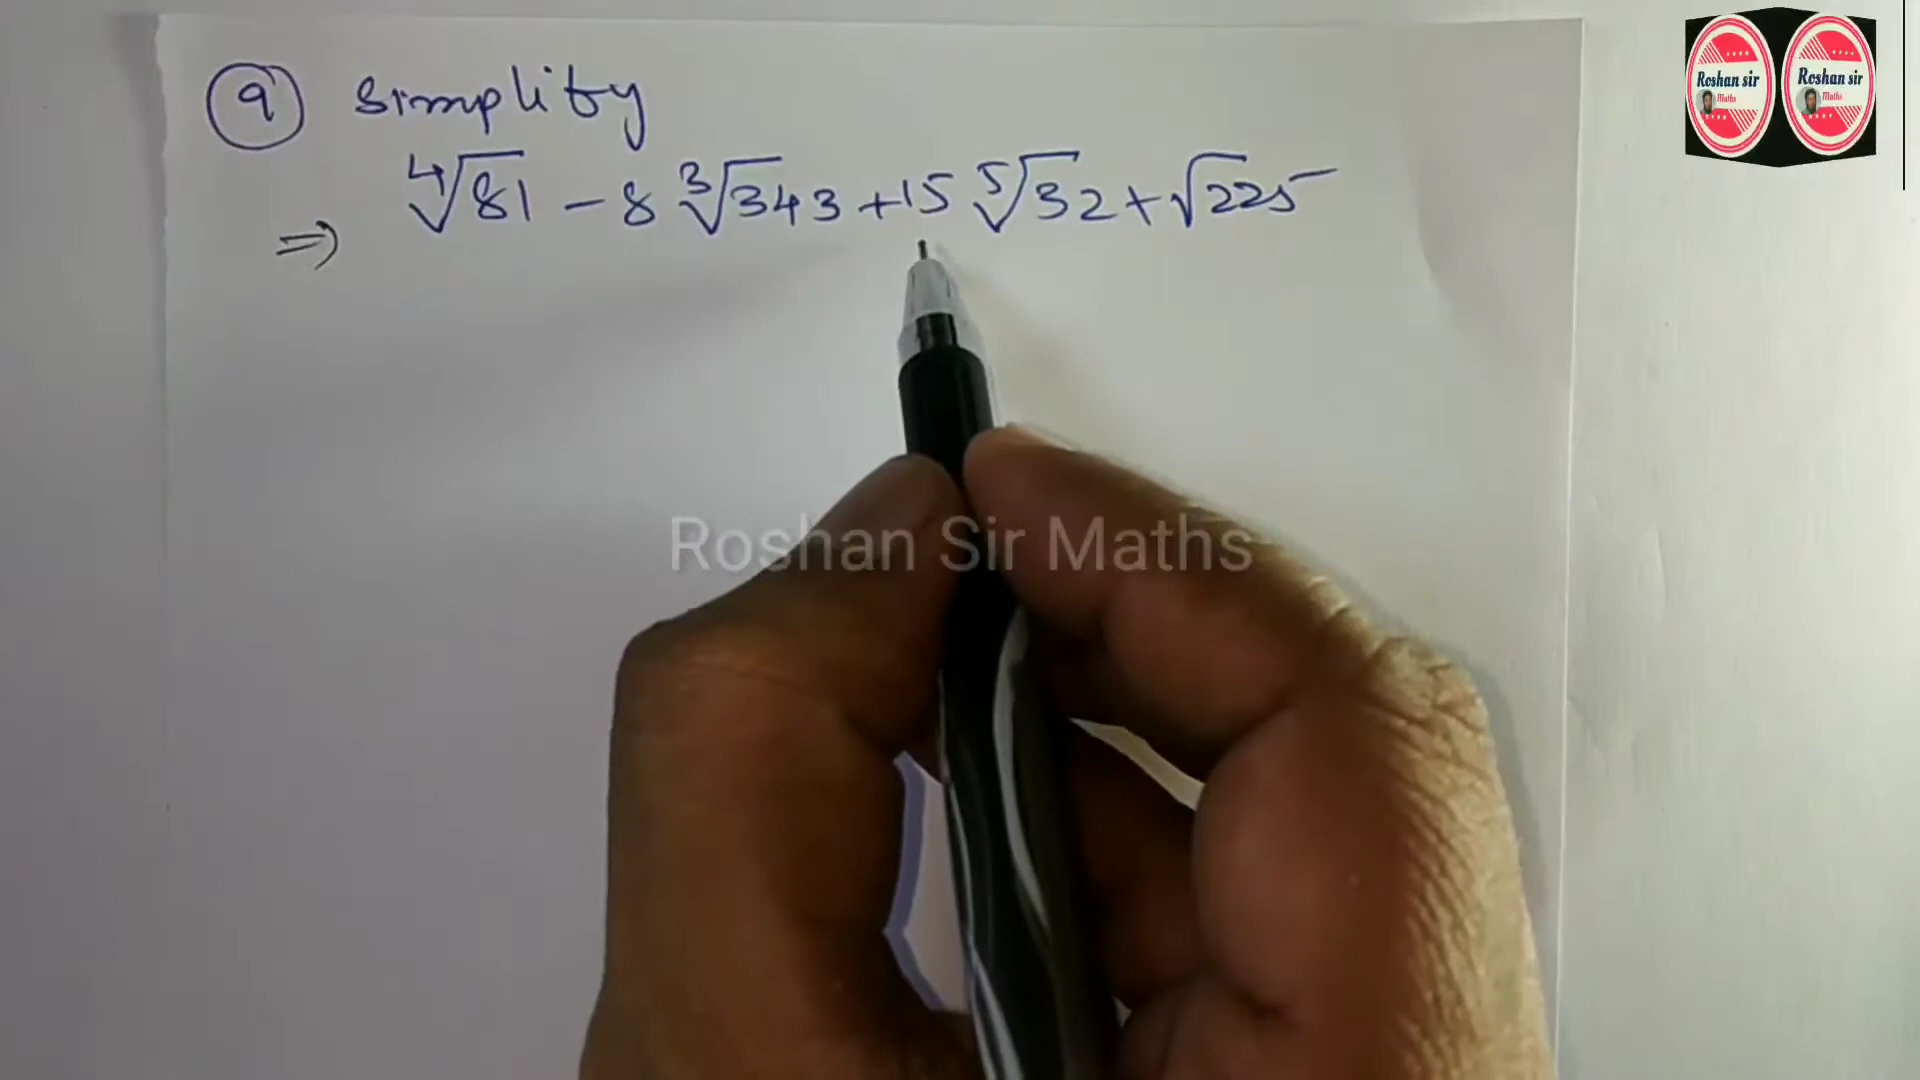 Roshan sir
Maths
Roshan sir
Maths
9 Simplify
⁴√81 - 8 ³√343 + 15 ⁵√32 + √225
⇒
Roshan Sir Maths